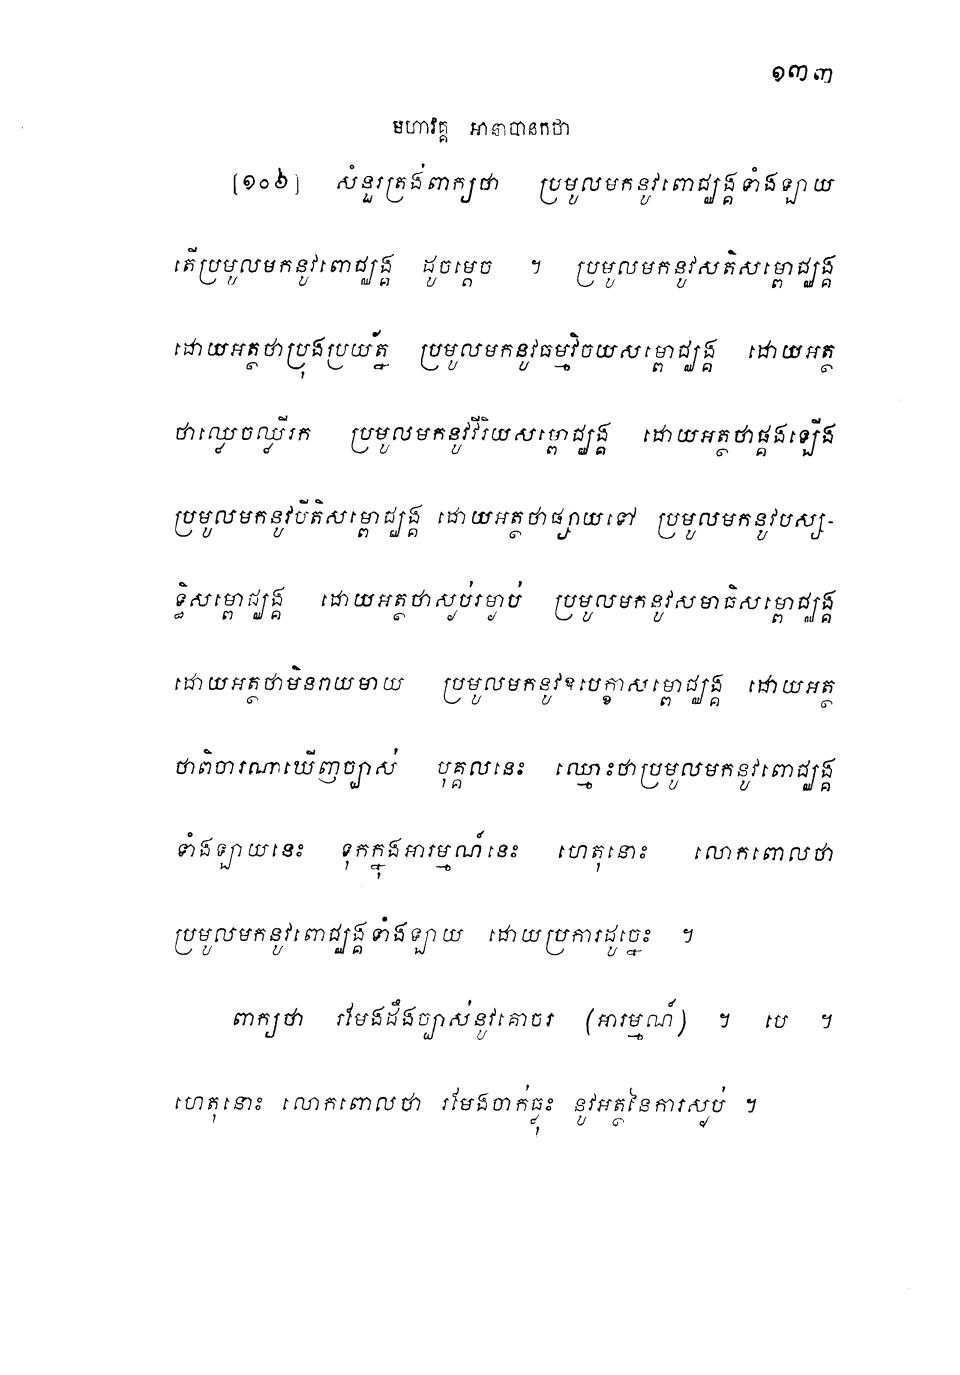 ១៣៣
មហាវគ្គ អានាបានកថា
[១០៦] សំនួរត្រង់ពាក្យថា ប្រមូលមកនូវពោជ្ឈង្គទាំងឡាយ
តើប្រមូលមកនូវពោជ្ឈង្គ ដូចម្តេច ។ ប្រមូលមកនូវសតិសម្ពោជ្ឈង្គ
ដោយអត្ថថាប្រុងប្រយ័ត្ន ប្រមូលមកនូវធម្មវិចយសម្ពោជ្ឈង្គ ដោយអត្ថ
ថាឈ្វេចឈ្វីរក ប្រមូលមកនូវវីរិយសម្ពោជ្ឈង្គ ដោយអត្ថថាផ្គងឡើង
ប្រមូលមកនូវបីតិសម្ពោជ្ឈង្គ ដោយអត្ថថាផ្សាយទៅ ប្រមូលមកនូវបស្ស-
ទ្ធិសម្ពោជ្ឈង្គ ដោយអត្ថថាស្ងប់រម្ងាប់ ប្រមូលមកនូវសមាធិសម្ពោជ្ឈង្គ
ដោយអត្ថថាមិនរាយមាយ ប្រមូលមកនូវឧបេក្ខាសម្ពោជ្ឈង្គ ដោយអត្ថ
ថាពិចារណាឃើញច្បាស់ បុគ្គលនេះ ឈ្មោះថាប្រមូលមកនូវពោជ្ឈង្គ
ទាំងឡាយនេះ ទុកក្នុងអារម្មណ៍នេះ ហេតុនោះ លោកពោលថា
ប្រមូលមកនូវពោជ្ឈង្គទាំងឡាយ ដោយប្រការដូច្នេះ ។
ពាក្យថា រមែងដឹងច្បាស់នូវគោចរ (អារម្មណ៍) ។ បេ ។
ហេតុនោះ លោកពោលថា រមែងចាក់ធ្លុះ នូវអត្ថនៃការស្ងប់ ។